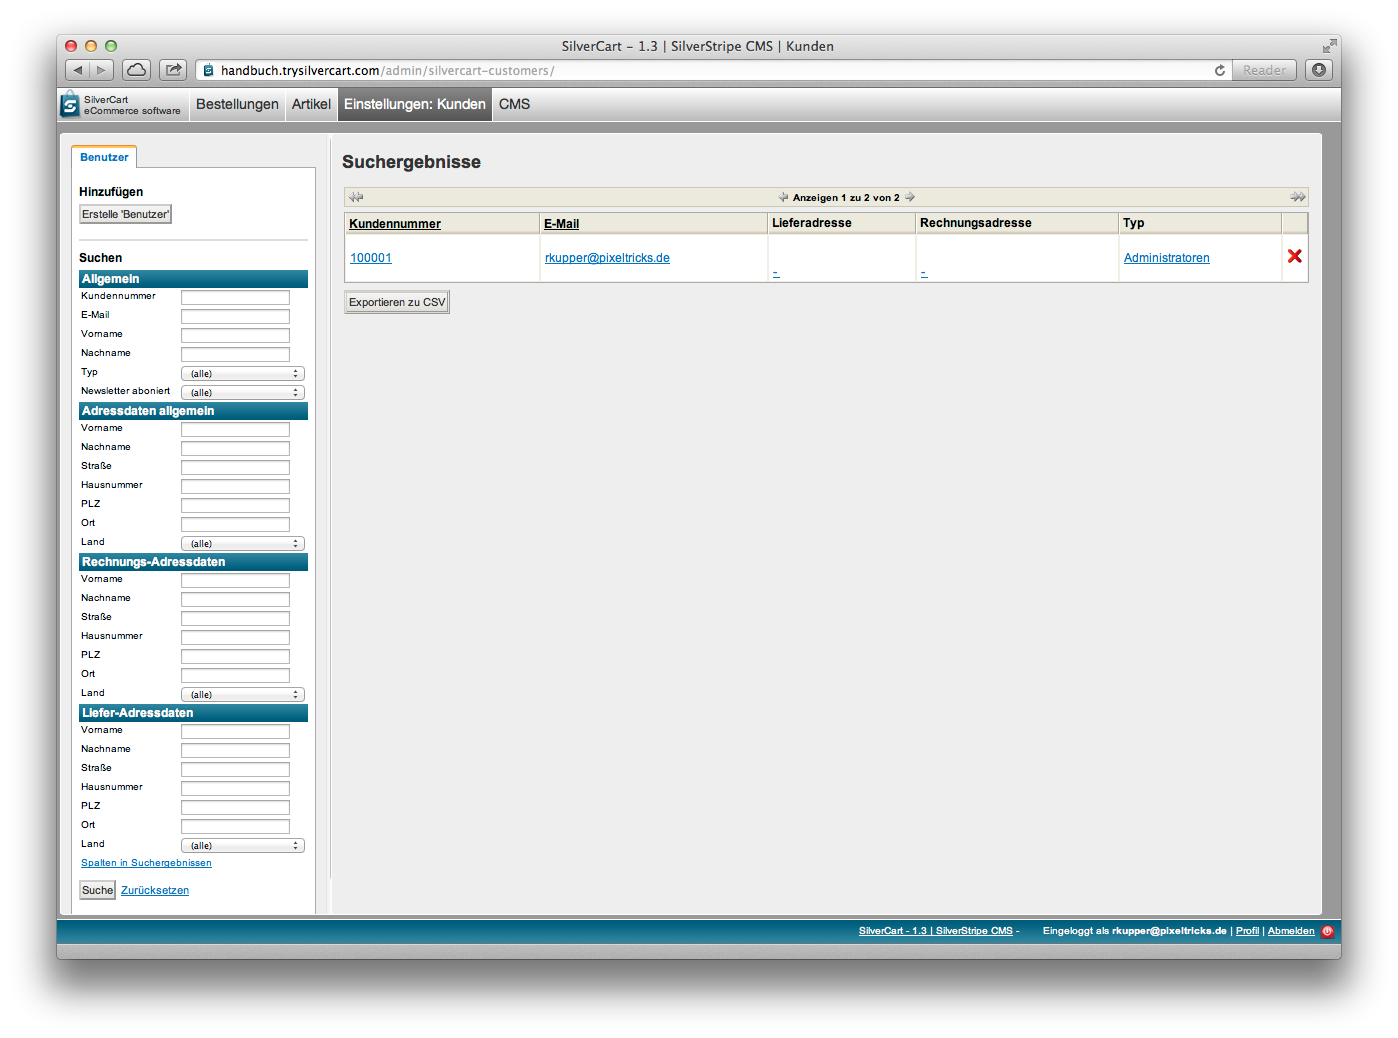 SilverCart – 1.3 | SilverStripe CMS | Kunden
handbuch.trysilvercart.com/admin/silvercart-customers/
Reader
SilverCart
eCommerce software
Bestellungen
Artikel
Einstellungen: Kunden
CMS
Benutzer
Hinzufügen
Erstelle 'Benutzer'
Suchen
Allgemein
Kundennummer
E-Mail
Vorname
Nachname
Typ (alle)
Newsletter aboniert (alle)
Adressdaten allgemein
Vorname
Nachname
Straße
Hausnummer
PLZ
Ort
Land (alle)
Rechnungs-Adressdaten
Vorname
Nachname
Straße
Hausnummer
PLZ
Ort
Land (alle)
Liefer-Adressdaten
Vorname
Nachname
Straße
Hausnummer
PLZ
Ort
Land (alle)
Spalten in Suchergebnissen
Suche Zurücksetzen
Suchergebnisse
Anzeigen 1 zu 2 von 2
Kundennummer E-Mail Lieferadresse Rechnungsadresse Typ
100001 rkupper@pixeltricks.de - - Administratoren
Exportieren zu CSV
SilverCart - 1.3 | SilverStripe CMS - Eingeloggt als rkupper@pixeltricks.de | Profil | Abmelden